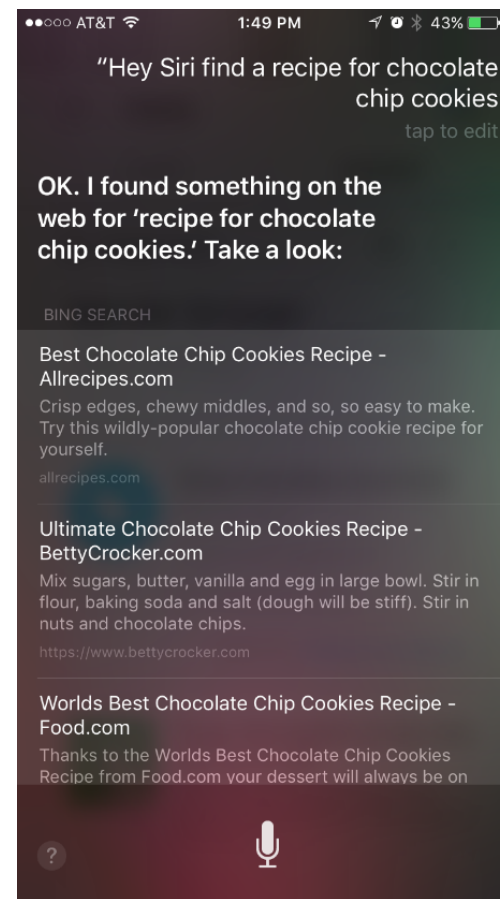 AT&T 1:49 PM 43%
“Hey Siri find a recipe for chocolate
chip cookies
tap to edit
OK. I found something on the
web for ‘recipe for chocolate
chip cookies.’ Take a look:
BING SEARCH
Best Chocolate Chip Cookies Recipe -
Allrecipes.com
Crisp edges, chewy middles, and so, so easy to make.
Try this wildly-popular chocolate chip cookie recipe for
yourself.
allrecipes.com
Ultimate Chocolate Chip Cookies Recipe -
BettyCrocker.com
Mix sugars, butter, vanilla and egg in large bowl. Stir in
flour, baking soda and salt (dough will be stiff). Stir in
nuts and chocolate chips.
https://www.bettycrocker.com
Worlds Best Chocolate Chip Cookies Recipe -
Food.com
Thanks to the Worlds Best Chocolate Chip Cookies
Recipe from Food.com your dessert will always be on
?